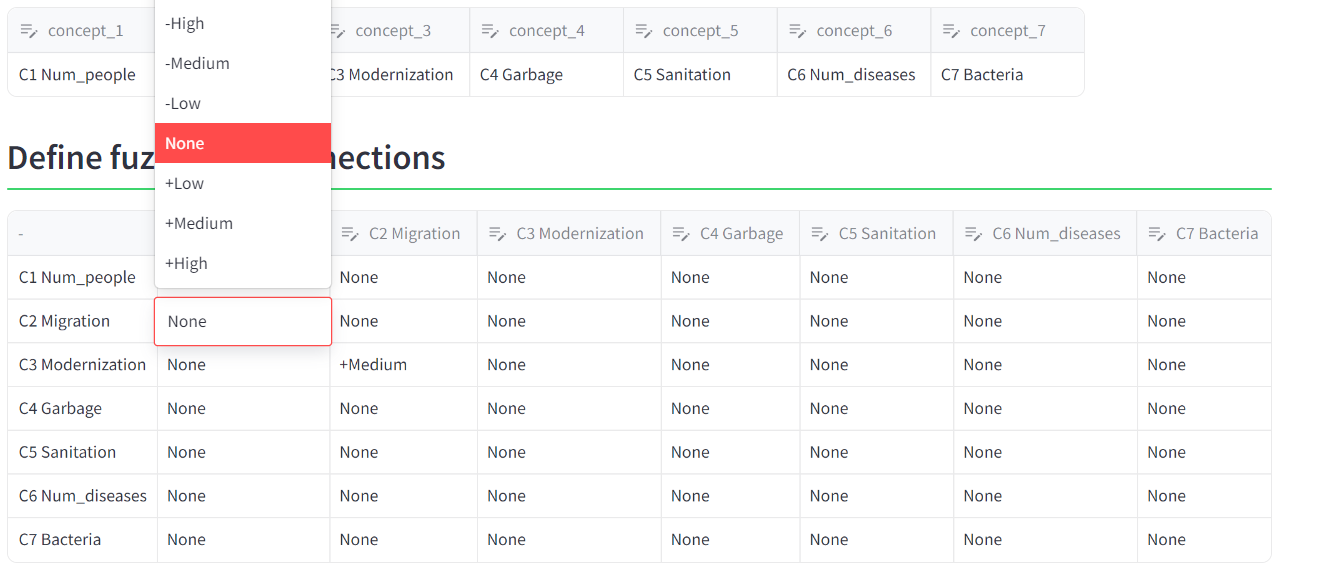 -High
concept_1 concept_3 concept_4 concept_5 concept_6 concept_7
-Medium
C1 Num_people C3 Modernization C4 Garbage C5 Sanitation C6 Num_diseases C7 Bacteria
-Low
None
Define fuz nections
+Low
+Medium
- C2 Migration C3 Modernization C4 Garbage C5 Sanitation C6 Num_diseases C7 Bacteria
+High
C1 Num_people None None None None None None
C2 Migration None None None None None None None
C3 Modernization None +Medium None None None None None
C4 Garbage None None None None None None None
C5 Sanitation None None None None None None None
C6 Num_diseases None None None None None None None
C7 Bacteria None None None None None None None